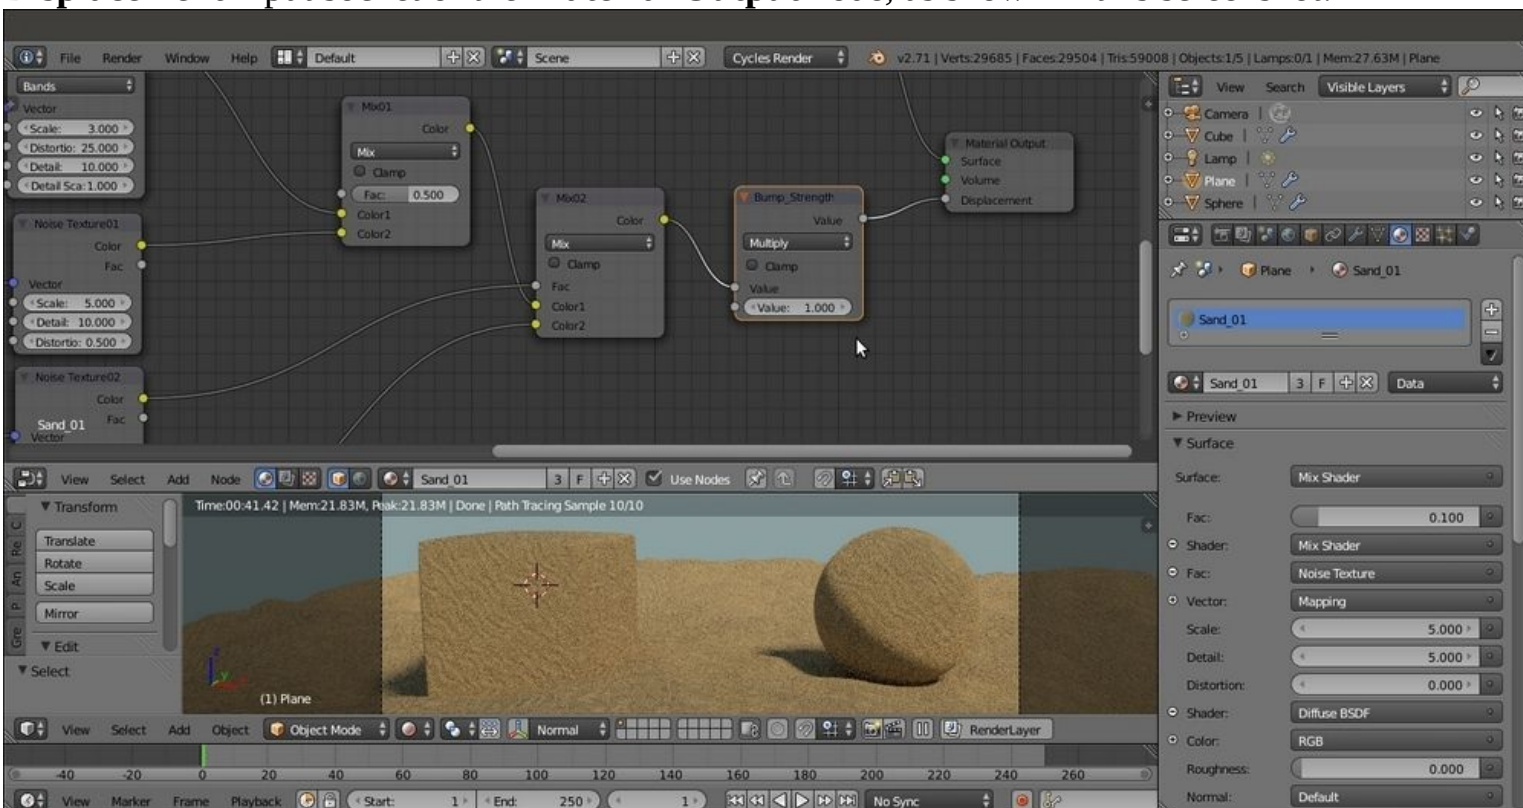 File Render Window Help Default Scene Cycles Render v2.71 | Verts:29685 | Faces:29504 | Tris:59008 | Objects:1/5 | Lamps:0/1 | Mem:27.63M | Plane
Bands
Vector
Scale: 3.000
Distortio: 25.000
Detail: 10.000
Detail Sca: 1.000
Noise Texture01
Color
Fac
Vector
Scale: 5.000
Detail: 10.000
Distortio: 0.500
Noise Texture02
Color
Fac
Sand_01
Vector
Mix01
Color
Mix
Clamp
Fac: 0.500
Color1
Color2
Mix02
Color
Mix
Clamp
Fac
Color1
Color2
Bump_Strength
Value
Multiply
Clamp
Value
Value: 1.000
Material Output
Surface
Volume
Displacement
View Select Add Node Sand_01 3 F Use Nodes
Transform
Translate
Rotate
Scale
Mirror
Edit
Select
C
Re
An
P
Gre
Time:00:41.42 | Mem:21.83M, Peak:21.83M | Done | Path Tracing Sample 10/10
(1) Plane
View Select Add Object Object Mode Normal RenderLayer
-40 -20 0 20 40 60 80 100 120 140 160 180 200 220 240 260
View Marker Frame Playback Start: 1 End: 250 1 No Sync
View Search Visible Layers
Camera
Cube
Lamp
Plane
Sphere
Plane Sand_01
Sand_01
Sand_01 3 F Data
Preview
Surface
Surface: Mix Shader
Fac: 0.100
Shader: Mix Shader
Fac: Noise Texture
Vector: Mapping
Scale: 5.000
Detail: 5.000
Distortion: 0.000
Shader: Diffuse BSDF
Color: RGB
Roughness: 0.000
Normal: Default